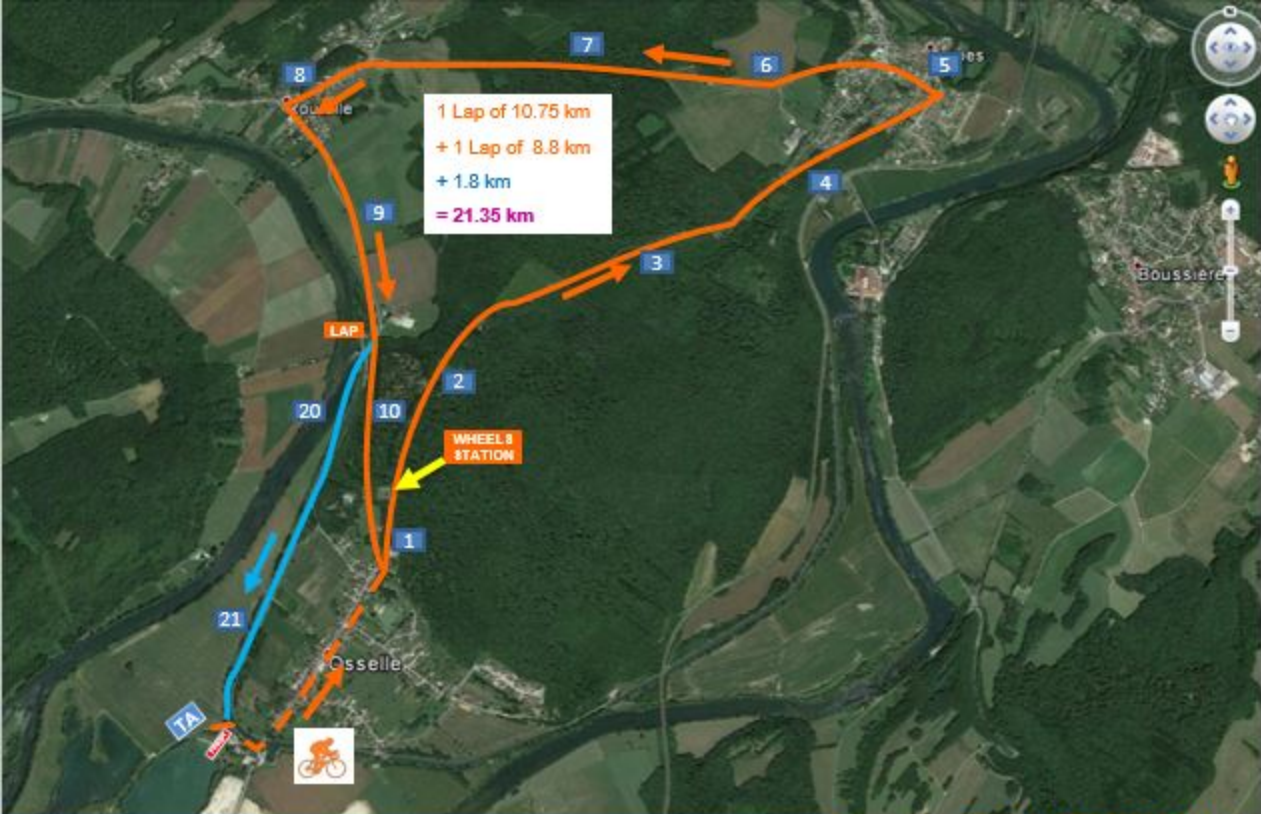 7
6
5
8
1 Lap of 10.75 km
+ 1 Lap of 8.8 km
+ 1.8 km
= 21.35 km
4
9
3
Boussière
LAP
2
20
10
WHEELS
STATION
1
21
Osselle
TA